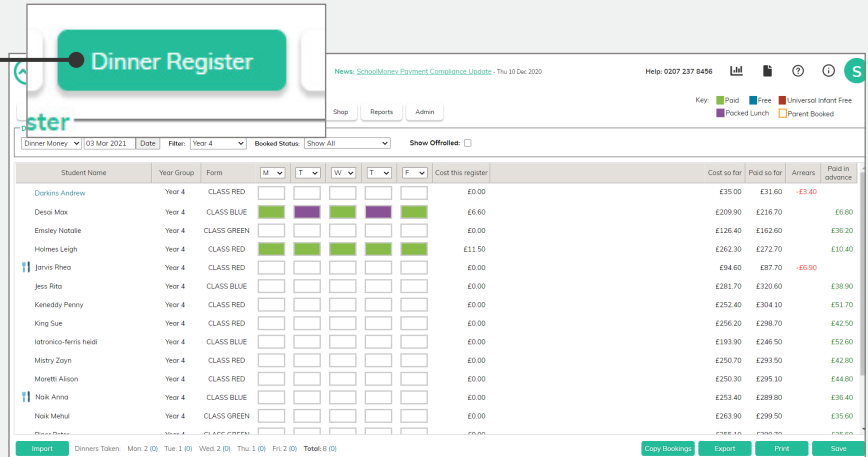 Dinner Register
News: SchoolMoney Payment Compliance Update - Thu 10 Dec 2020
Help: 0207 237 8456
S
Key: Paid Free Universal Infant Free
Packed Lunch Parent Booked
Shop Reports Admin
ster
D
Dinner Money 03 Mar 2021 Date Filter: Year 4 Booked Status: Show All Show Offrolled:
Student Name Year Group Form M T W T F Cost this register Cost so far Paid so far Arrears Paid in advance
Darkins Andrew Year 4 CLASS RED £0.00 £35.00 £31.60 -£3.40
Desai Max Year 4 CLASS BLUE £6.60 £209.90 £216.70 £6.80
Emsley Natalie Year 4 CLASS GREEN £0.00 £126.40 £162.60 £36.20
Holmes Leigh Year 4 CLASS RED £11.50 £262.30 £272.70 £10.40
Jarvis Rhea Year 4 CLASS RED £0.00 £94.60 £87.70 -£6.90
Jess Rita Year 4 CLASS BLUE £0.00 £281.70 £320.60 £38.90
Keneddy Penny Year 4 CLASS RED £0.00 £252.40 £304.10 £51.70
King Sue Year 4 CLASS RED £0.00 £256.20 £298.70 £42.50
Iatronico-ferris heidi Year 4 CLASS BLUE £0.00 £193.90 £246.50 £52.60
Mistry Zayn Year 4 CLASS RED £0.00 £250.70 £293.50 £42.80
Moretti Alison Year 4 CLASS RED £0.00 £250.30 £295.10 £44.80
Naik Anna Year 4 CLASS BLUE £0.00 £253.40 £289.80 £36.40
Naik Mehul Year 4 CLASS GREEN £0.00 £263.90 £299.50 £35.60
Year 4 CLASS GREEN £0.00
Import Dinners Taken: Mon: 2 (0) Tue: 1 (0) Wed: 2 (0) Thu: 1 (0) Fri: 2 (0) Total: 8 (0) Copy Bookings Export Print Save